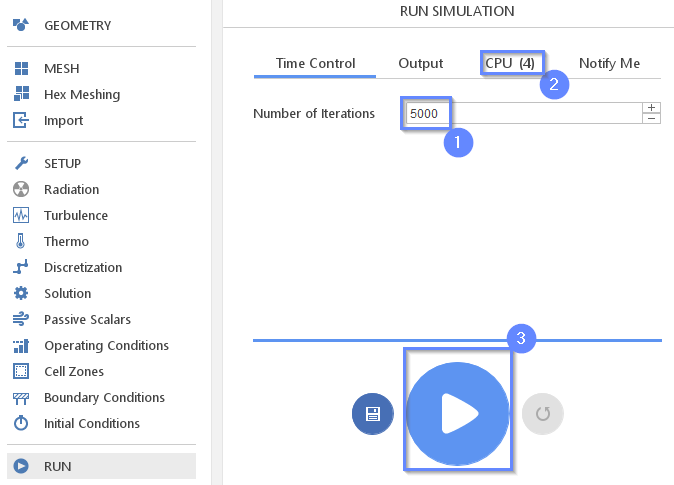 GEOMETRY
MESH
Hex Meshing
Import
SETUP
Radiation
Turbulence
Thermo
Discretization
Solution
Passive Scalars
Operating Conditions
Cell Zones
Boundary Conditions
Initial Conditions
RUN
RUN SIMULATION
Time Control Output CPU (4) Notify Me
2
Number of Iterations 5000
1
3